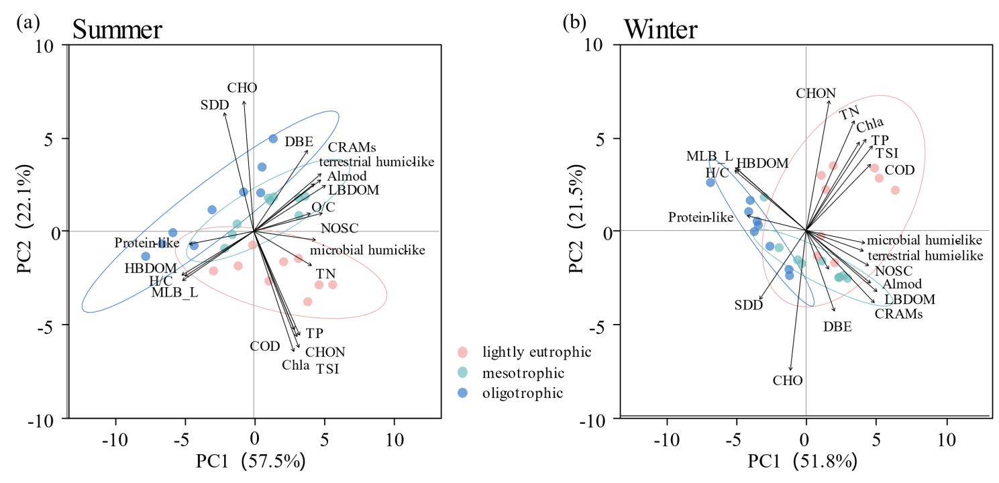 (a)
Summer
10
5
0
-5
-10
-10
-5
0
5
10
PC1 (57.5%)
PC2 (22.1%)
CHO
SDD
DBE
CRAMs
terrestrial humic-like
Almod
LBDOM
O/C
NOSC
microbial humic-like
TN
Protein-like
HBDOM
H/C
MLB_L
TP
COD
CHON
Chla
TSI
lightly eutrophic
mesotrophic
oligotrophic
(b)
Winter
10
5
0
-5
-10
-10
-5
0
5
10
PC1 (51.8%)
PC2 (21.5%)
CHON
TN
Chla
TP
TSI
COD
MLB_L
HBDOM
H/C
Protein-like
microbial humic-like
terrestrial humic-like
NOSC
Almod
LBDOM
CRAMs
SDD
DBE
CHO